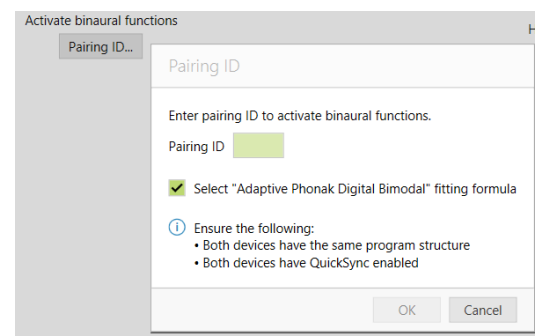 Activate binaural functions
H
Pairing ID...
Pairing ID
Enter pairing ID to activate binaural functions.
Pairing ID
Select "Adaptive Phonak Digital Bimodal" fitting formula
Ensure the following:
• Both devices have the same program structure
• Both devices have QuickSync enabled
OK Cancel